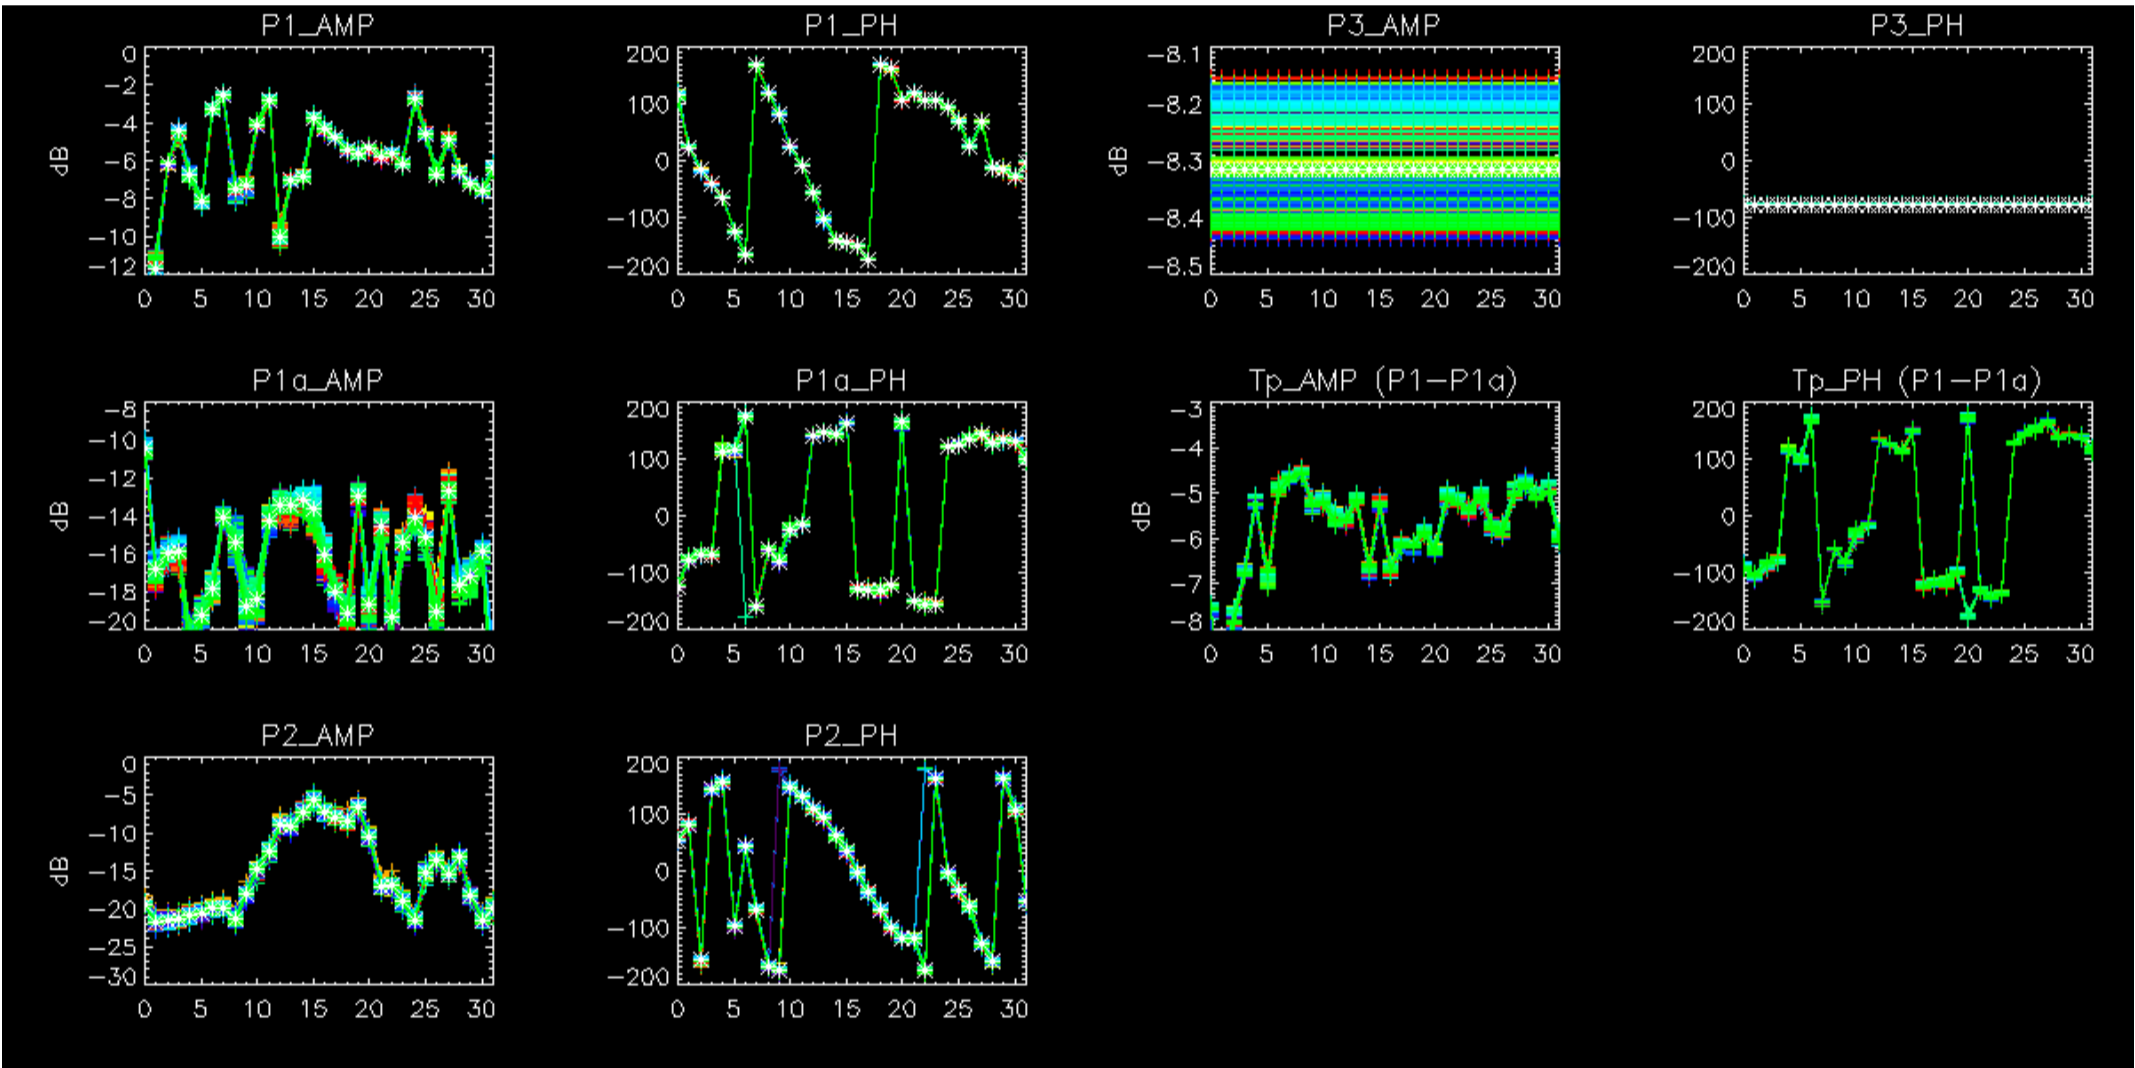 P1_AMP
0
−2
−4
−6
−8
−10
−12
dB
0 5 10 15 20 25 30
P1_PH
200
100
0
−100
−200
0 5 10 15 20 25 30
P3_AMP
−8.1
−8.2
−8.3
−8.4
−8.5
dB
0 5 10 15 20 25 30
P3_PH
200
100
0
−100
−200
0 5 10 15 20 25 30
P1a_AMP
−8
−10
−12
−14
−16
−18
−20
dB
0 5 10 15 20 25 30
P1a_PH
200
100
0
−100
−200
0 5 10 15 20 25 30
Tp_AMP (P1−P1a)
−3
−4
−5
−6
−7
−8
dB
0 5 10 15 20 25 30
Tp_PH (P1−P1a)
200
100
0
−100
−200
0 5 10 15 20 25 30
P2_AMP
0
−5
−10
−15
−20
−25
−30
dB
0 5 10 15 20 25 30
P2_PH
200
100
0
−100
−200
0 5 10 15 20 25 30